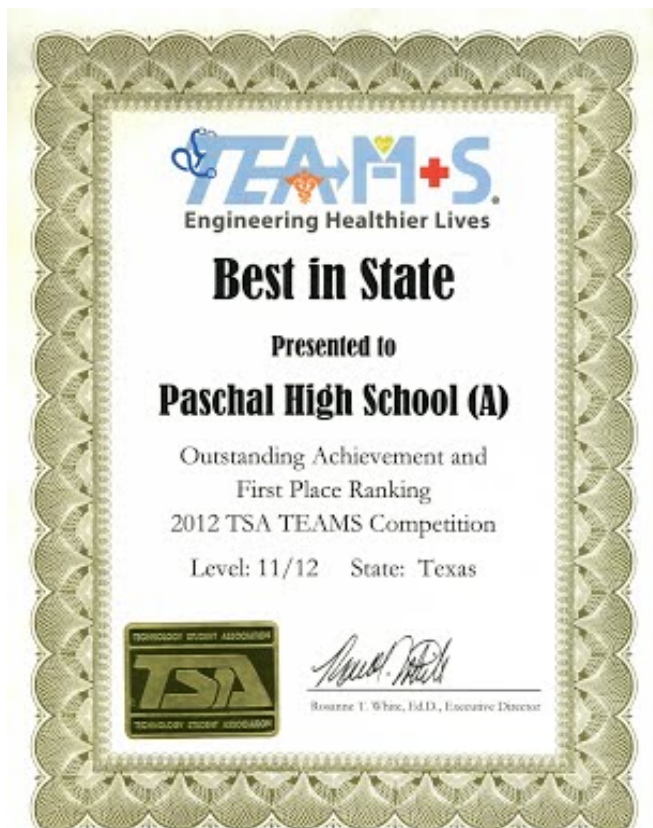 TEAM+S.
Engineering Healthier Lives
Best in State
Presented to
Paschal High School (A)
Outstanding Achievement and
First Place Ranking
2012 TSA TEAMS Competition
Level: 11/12 State: Texas
TECHNOLOGY STUDENT ASSOCIATION
TSA
TECHNOLOGY STUDENT ASSOCIATION
Rosanne T. White, Ed.D., Executive Director